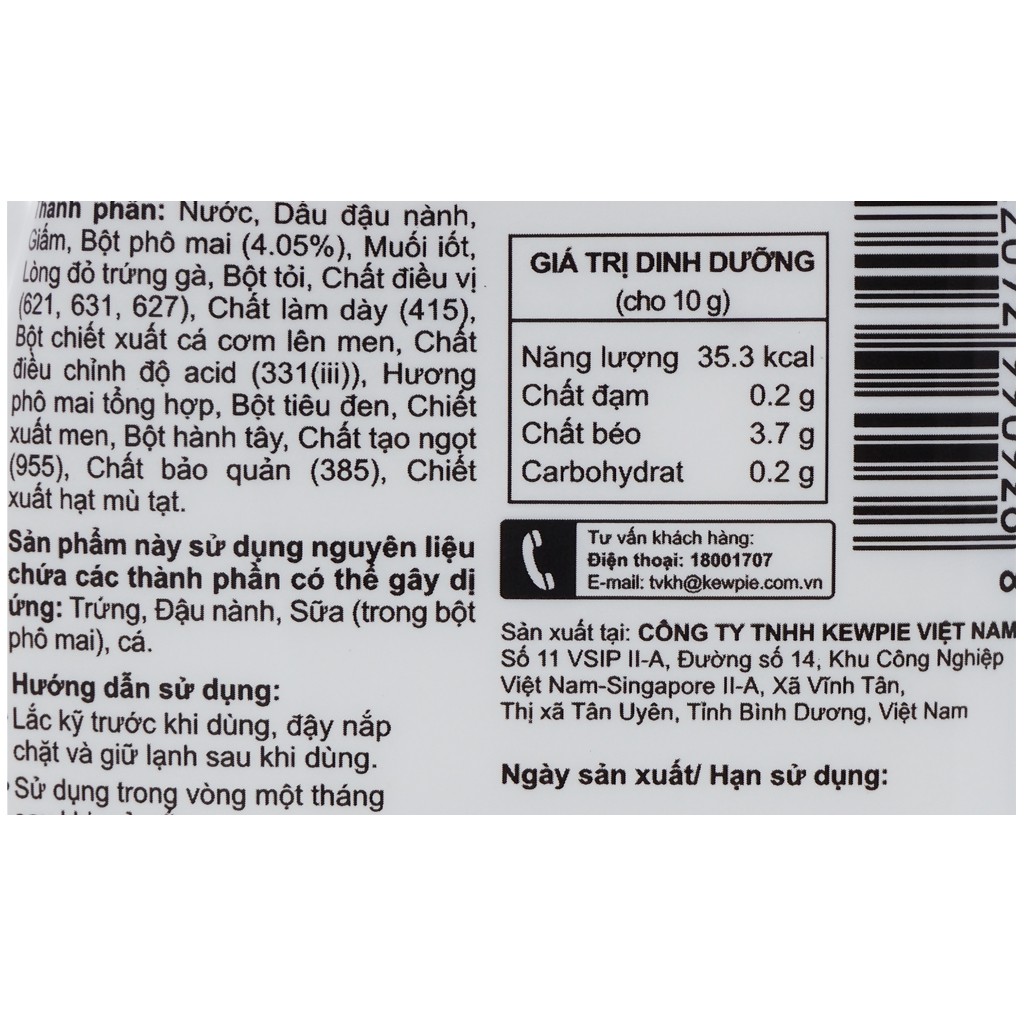 Thành phần: Nước, Dầu đậu nành,
Giấm, Bột phô mai (4.05%), Muối iốt,
Lòng đỏ trứng gà, Bột tỏi, Chất điều vị
(621, 631, 627), Chất làm dày (415),
Bột chiết xuất cá cơm lên men, Chất
điều chỉnh độ acid (331(iii)), Hương
phô mai tổng hợp, Bột tiêu đen, Chiết
xuất men, Bột hành tây, Chất tạo ngọt
(955), Chất bảo quản (385), Chiết
xuất hạt mù tạt.
Sản phẩm này sử dụng nguyên liệu
chứa các thành phần có thể gây dị
ứng: Trứng, Đậu nành, Sữa (trong bột
phô mai), cá.
Hướng dẫn sử dụng:
Lắc kỹ trước khi dùng, đậy nắp
chặt và giữ lạnh sau khi dùng.
Sử dụng trong vòng một tháng
GIÁ TRỊ DINH DƯỠNG
(cho 10 g)
Năng lượng 35.3 kcal
Chất đạm 0.2 g
Chất béo 3.7 g
Carbohydrat 0.2 g
Tư vấn khách hàng:
Điện thoại: 18001707
E-mail: tvkh@kewpie.com.vn
Sản xuất tại: CÔNG TY TNHH KEWPIE VIỆT NAM
Số 11 VSIP II-A, Đường số 14, Khu Công Nghiệp
Việt Nam-Singapore II-A, Xã Vĩnh Tân,
Thị xã Tân Uyên, Tỉnh Bình Dương, Việt Nam
Ngày sản xuất/ Hạn sử dụng: